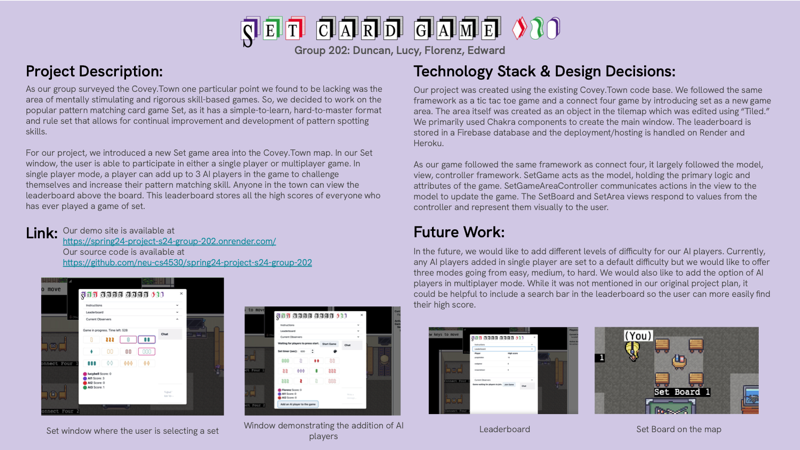 SET CARD GAME
Group 202: Duncan, Lucy, Florenz, Edward
Project Description:
As our group surveyed the Covey.Town one particular point we found to be lacking was the
area of mentally stimulating and rigorous skill-based games. So, we decided to work on the
popular pattern matching card game Set, as it has a simple-to-learn, hard-to-master format
and rule set that allows for continual improvement and development of pattern spotting
skills.
For our project, we introduced a new Set game area into the Covey.Town map. In our Set
window, the user is able to participate in either a single player or multiplayer game. In
single player mode, a player can add up to 3 AI players in the game to challenge
themselves and increase their pattern matching skill. Anyone in the town can view the
leaderboard above the board. This leaderboard stores all the high scores of everyone who
has ever played a game of set.
Link:
Our demo site is available at
https://spring24-project-s24-group-202.onrender.com/
Our source code is available at
https://github.com/neu-cs4530/spring24-project-s24-group-202
Instructions
Leaderboard
Current Observers
Chat
Set window where the user is selecting a set
Instructions
Leaderboard
Current Observers
Chat
Window demonstrating the addition of AI
players
Technology Stack & Design Decisions:
Our project was created using the existing Covey.Town code base. We followed the same
framework as a tic tac toe game and a connect four game by introducing set as a new game
area. The area itself was created as an object in the tilemap which was edited using “Tiled.”
We primarily used Chakra components to create the main window. The leaderboard is
stored in a Firebase database and the deployment/hosting is handled on Render and
Heroku.
As our game followed the same framework as connect four, it largely followed the model,
view, controller framework. SetGame acts as the model, holding the primary logic and
attributes of the game. SetGameAreaController communicates actions in the view to the
model to update the game. The SetBoard and SetArea views respond to values from the
controller and represent them visually to the user.
Future Work:
In the future, we would like to add different levels of difficulty for our AI players. Currently,
any AI players added in single player are set to a default difficulty but we would like to offer
three modes going from easy, medium, to hard. We would also like to add the option of AI
players in multiplayer mode. While it was not mentioned in our original project plan, it
could be helpful to include a search bar in the leaderboard so the user can more easily find
their high score.
Leaderboard
(You)
1
Set Board 1
Set Board on the map